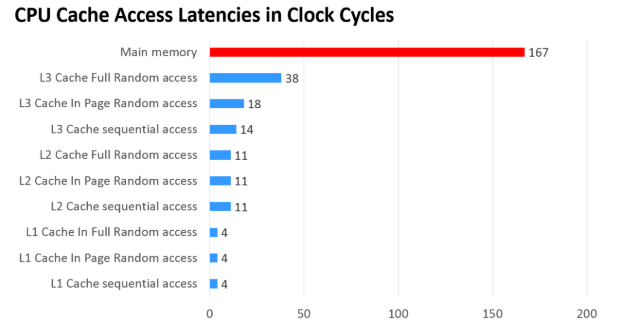 CPU Cache Access Latencies in Clock Cycles
Main memory 167
L3 Cache Full Random access 38
L3 Cache In Page Random access 18
L3 Cache sequential access 14
L2 Cache Full Random access 11
L2 Cache In Page Random access 11
L2 Cache sequential access 11
L1 Cache In Full Random access 4
L1 Cache In Page Random access 4
L1 Cache sequential access 4
0 50 100 150 200